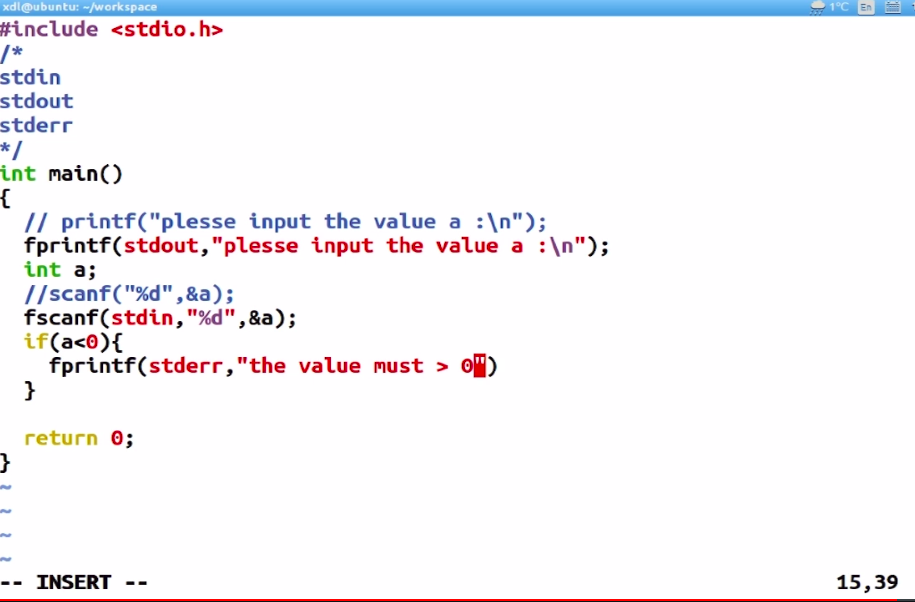 xdl@ubuntu: ~/workspace 1°C En
#include <stdio.h>
/*
stdin
stdout
stderr
*/
int main()
{
  // printf("plesse input the value a :\n");
  fprintf(stdout,"plesse input the value a :\n");
  int a;
  //scanf("%d",&a);
  fscanf(stdin,"%d",&a);
  if(a<0){
    fprintf(stderr,"the value must > 0")
  }
  return 0;
}
~
~
~
~
-- INSERT -- 15,39